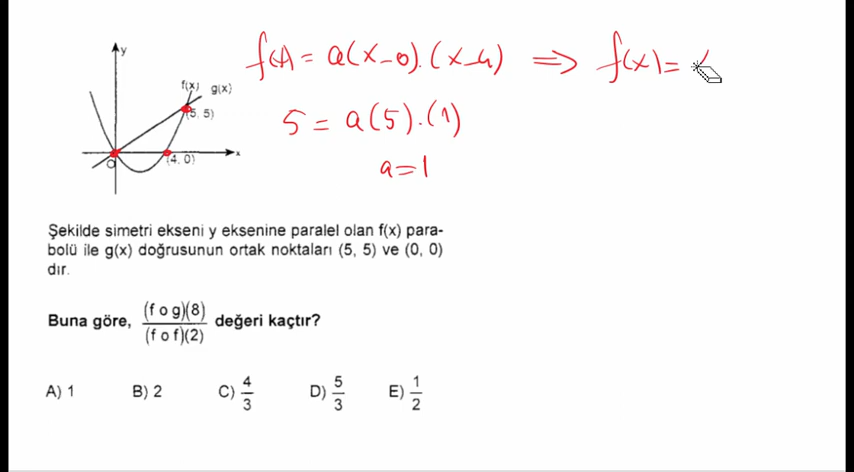 f(x) = a(x-0).(x-4) ⇒ f(x) =
5 = a(5).(1)
a = 1
y
f(x) g(x)
(5, 5)
x
O (4, 0)
Şekilde simetri ekseni y eksenine paralel olan f(x) para-
bolü ile g(x) doğrusunun ortak noktaları (5, 5) ve (0, 0)
dır.
Buna göre, (f o g)(8) / (f o f)(2) değeri kaçtır?
A) 1 B) 2 C) 4/3 D) 5/3 E) 1/2